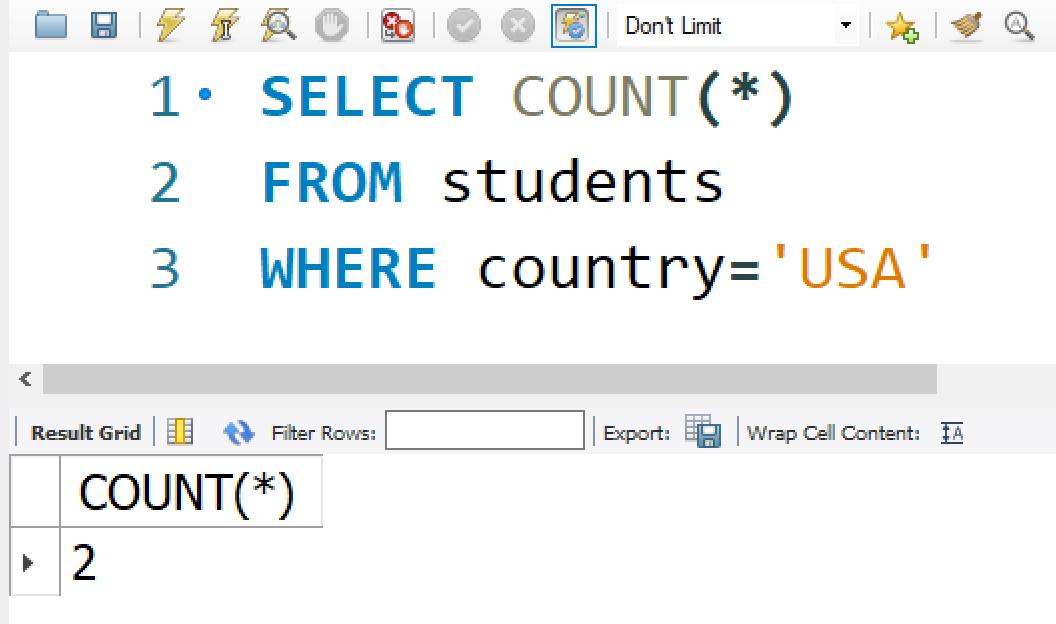 Don't Limit
1 SELECT COUNT(*)
2 FROM students
3 WHERE country='USA'
Result Grid Filter Rows: Export: Wrap Cell Content: IA
COUNT(*)
2